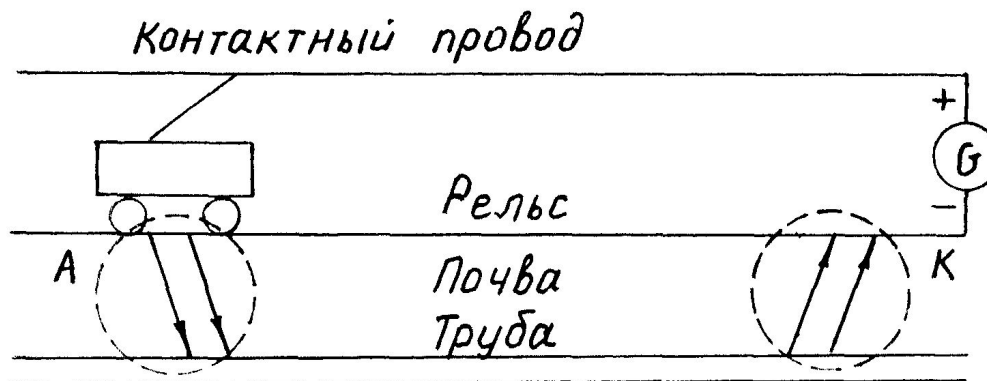 Контактный провод
+
G
–
Рельс
А
К
Почва
Труба